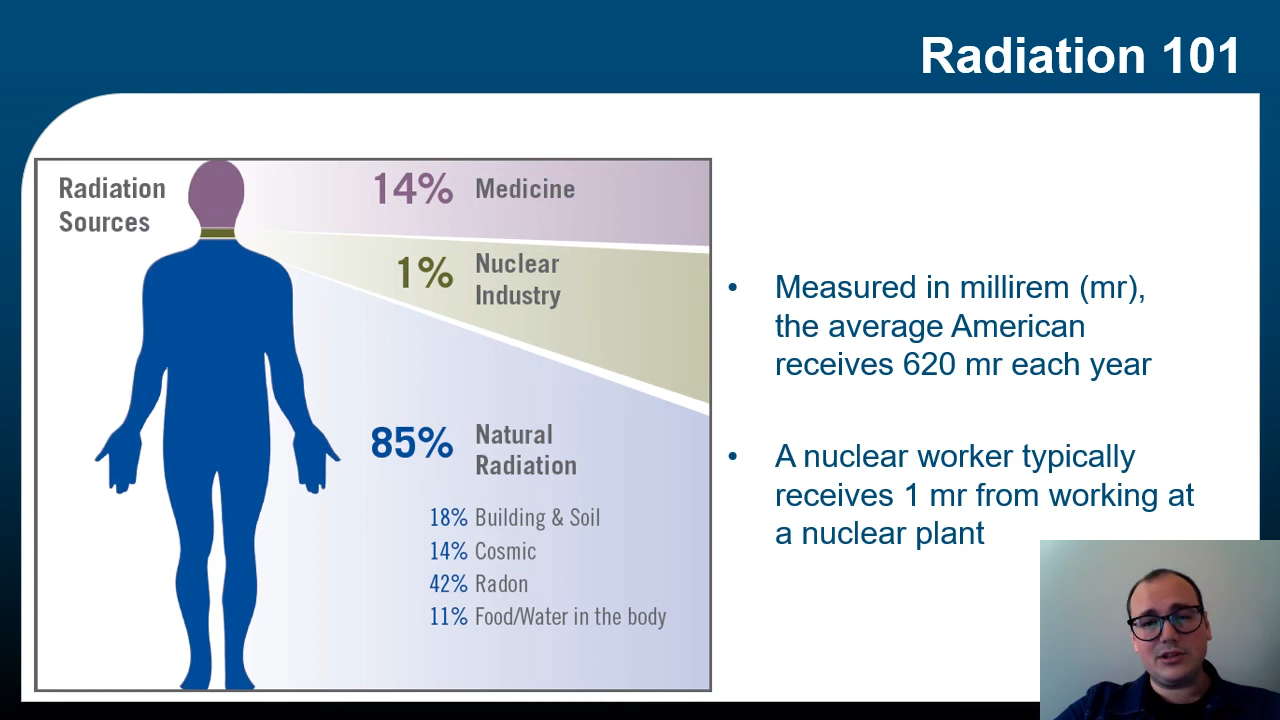 Radiation 101
Radiation
Sources
14% Medicine
1% Nuclear
Industry
85% Natural
Radiation
18% Building & Soil
14% Cosmic
42% Radon
11% Food/Water in the body
• Measured in millirem (mr),
the average American
receives 620 mr each year
• A nuclear worker typically
receives 1 mr from working at
a nuclear plant